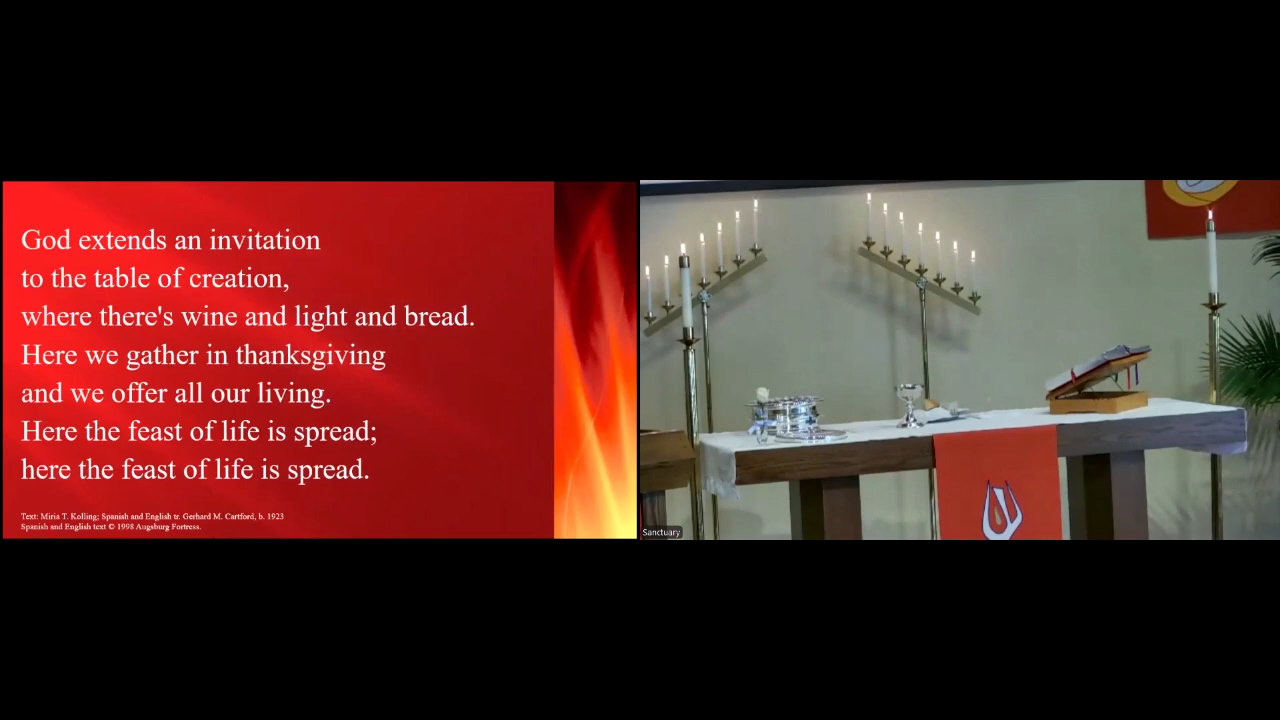 God extends an invitation
to the table of creation,
where there's wine and light and bread.
Here we gather in thanksgiving
and we offer all our living.
Here the feast of life is spread;
here the feast of life is spread.
Text: Miria T. Kolling; Spanish and English tr. Gerhard M. Cartford, b. 1923
Spanish and English text © 1998 Augsburg Fortress.
Sanctuary